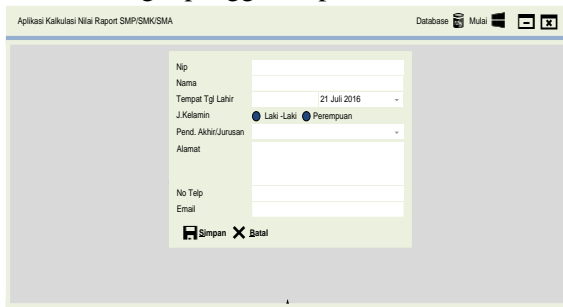 Aplikasi Kalkulasi Nilai Raport SMP/SMK/SMA Database Mulai
Nip
Nama
Tempat Tgl Lahir 21 Juli 2016
J.Kelamin Laki -Laki Perempuan
Pend. Akhir/Jurusan
Alamat
No Telp
Email
Simpan Batal